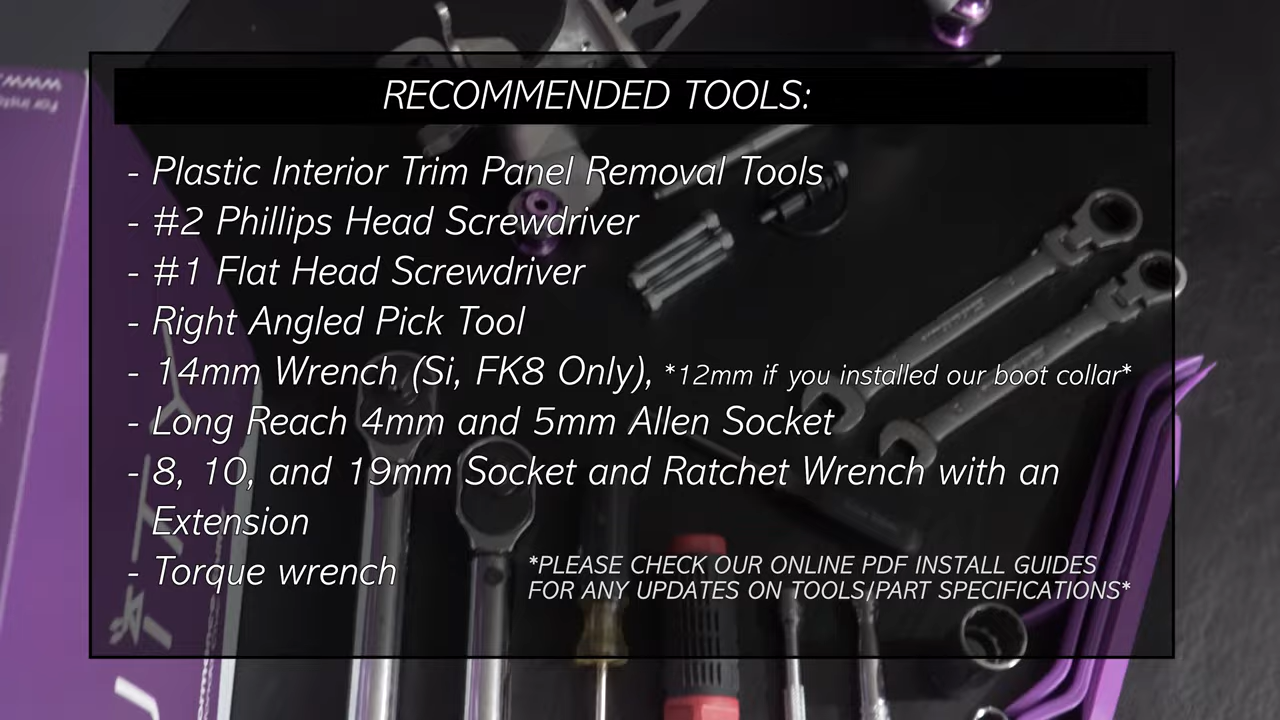 RECOMMENDED TOOLS:
- Plastic Interior Trim Panel Removal Tools
- #2 Phillips Head Screwdriver
- #1 Flat Head Screwdriver
- Right Angled Pick Tool
- 14mm Wrench (Si, FK8 Only), *12mm if you installed our boot collar*
- Long Reach 4mm and 5mm Allen Socket
- 8, 10, and 19mm Socket and Ratchet Wrench with an
Extension
- Torque wrench
*PLEASE CHECK OUR ONLINE PDF INSTALL GUIDES
FOR ANY UPDATES ON TOOLS/PART SPECIFICATIONS*